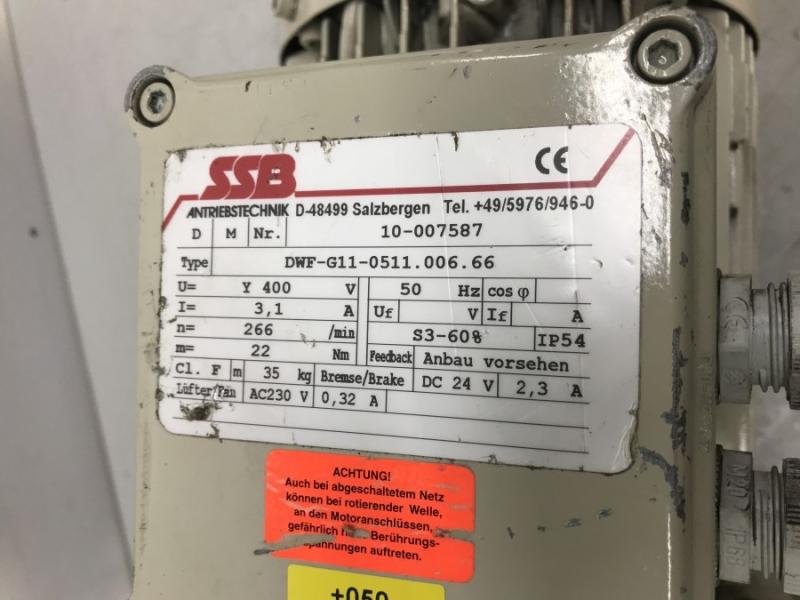 SSB
CE
ANTRIEBSTECHNIK D-48499 Salzbergen Tel. +49/5976/946-0
D M Nr. 10-007587
Type DWF-G11-0511.006.66
U= Y 400 V 50 Hz cos φ
I= 3,1 A Uf V If A
n= 266 /min S3-60% IP54
m= 22 Nm Feedback Anbau vorsehen
Cl. F m 35 kg Bremse/Brake DC 24 V 2,3 A
Lüfter/Fan AC230 V 0,32 A
ACHTUNG!
Auch bei abgeschaltetem Netz
können bei rotierender Welle,
an den Motoranschlüssen,
gefährlich hohe Berührungs-
spannungen auftreten.
+050
M20 IP68